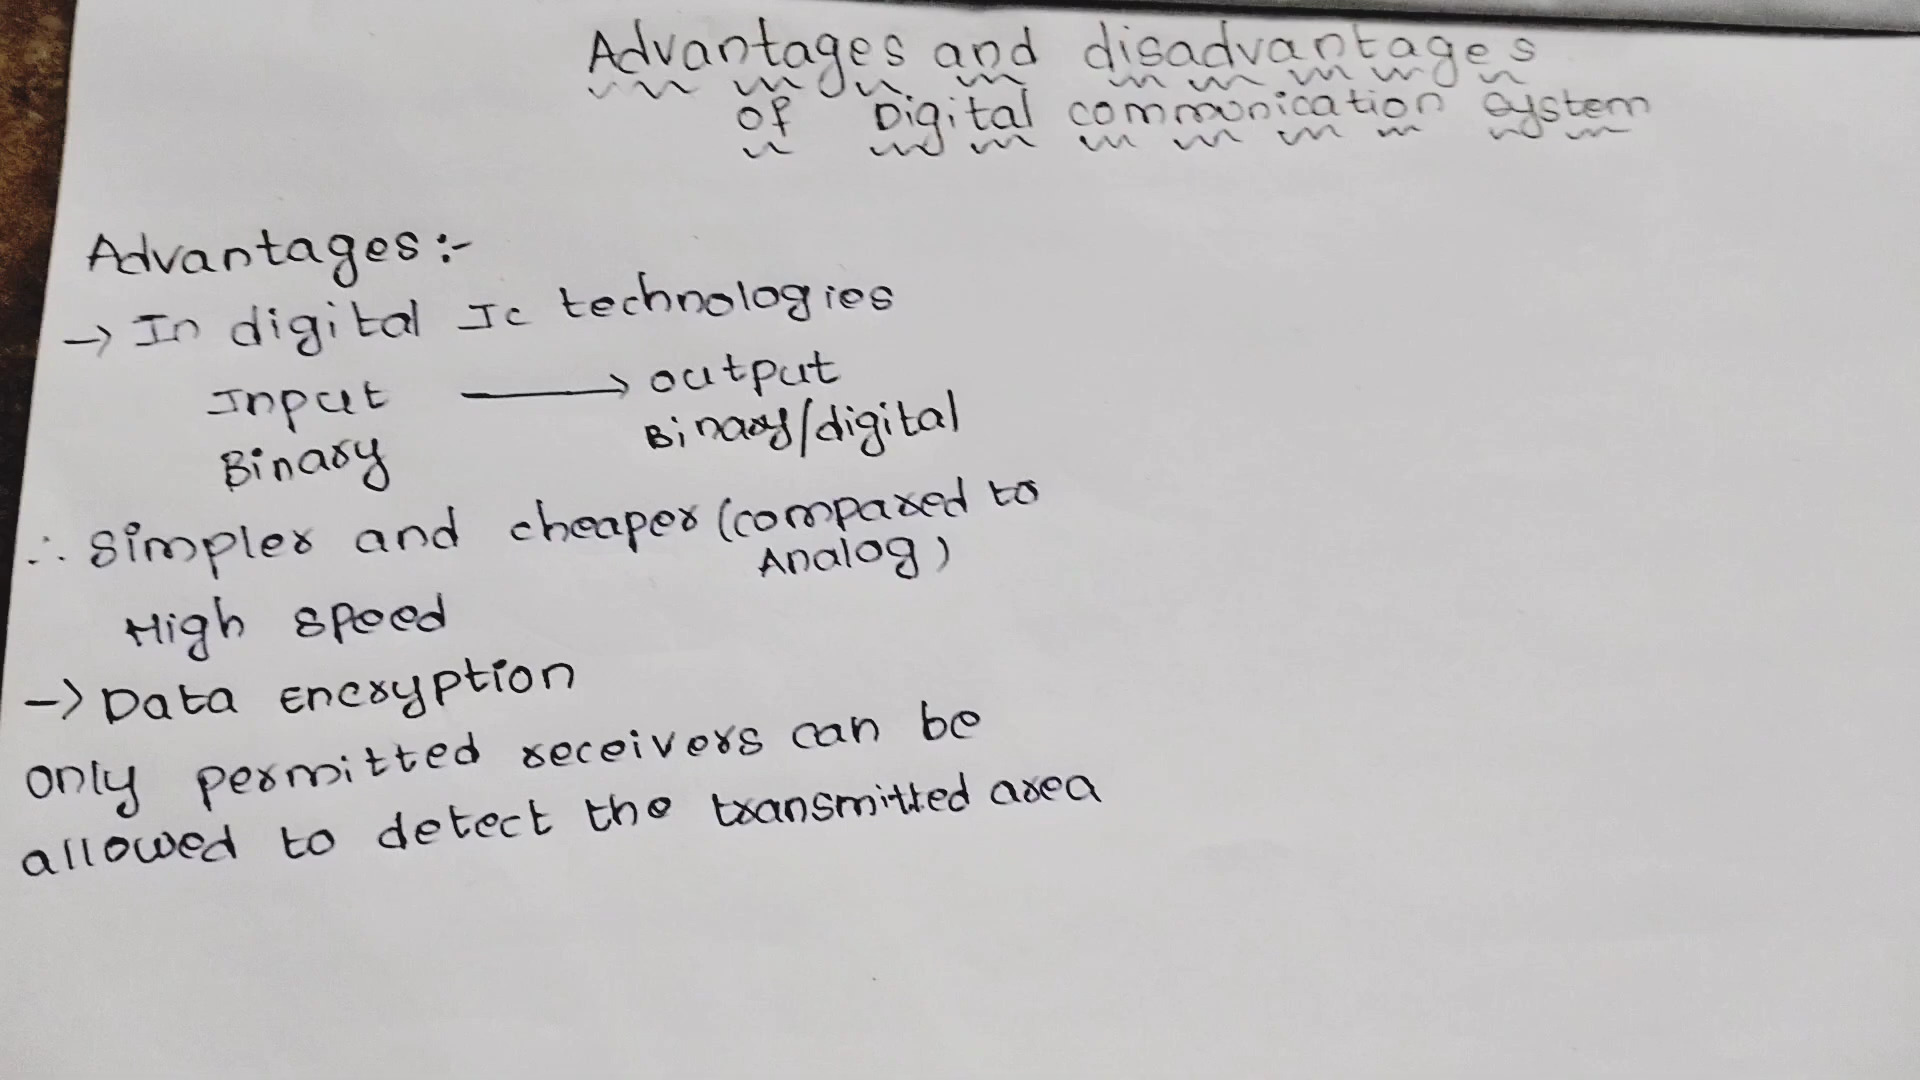 Advantages and disadvantages
of Digital communication system
Advantages:-
→ In digital Ic technologies
Input → output
Binary Binary/digital
∴ simpler and cheaper (compared to
Analog)
High speed
→ Data Encryption
only permitted receivers can be
allowed to detect the transmitted area